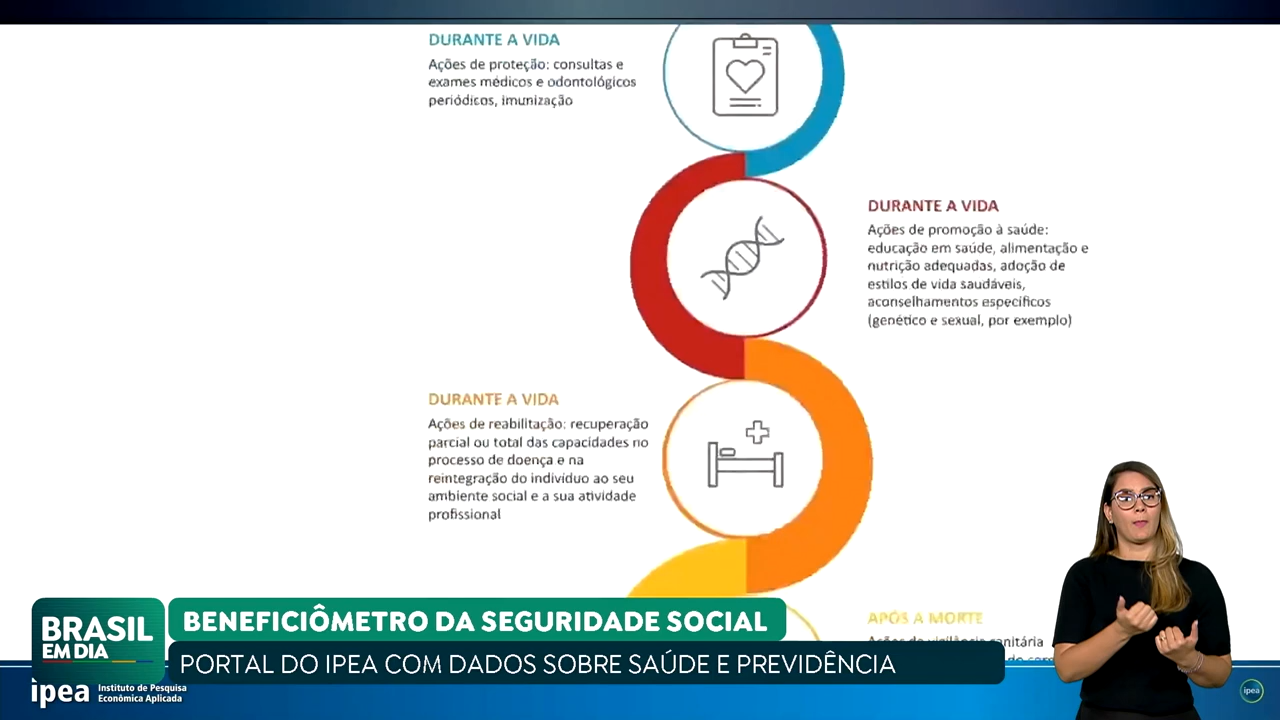 DURANTE A VIDA
Ações de proteção: consultas e
exames médicos e odontológicos
periódicos, imunização
DURANTE A VIDA
Ações de promoção à saúde:
educação em saúde, alimentação e
nutrição adequadas, adoção de
estilos de vida saudáveis,
aconselhamentos específicos
(genético e sexual, por exemplo)
DURANTE A VIDA
Ações de reabilitação: recuperação
parcial ou total das capacidades no
processo de doença e na
reintegração do indivíduo ao seu
ambiente social e a sua atividade
profissional
APÓS A MORTE
Ações de vigilância sanitária
BRASIL
EM DIA
BENEFICIÔMETRO DA SEGURIDADE SOCIAL
PORTAL DO IPEA COM DADOS SOBRE SAÚDE E PREVIDÊNCIA
ipea Instituto de Pesquisa
Econômica Aplicada
ipea